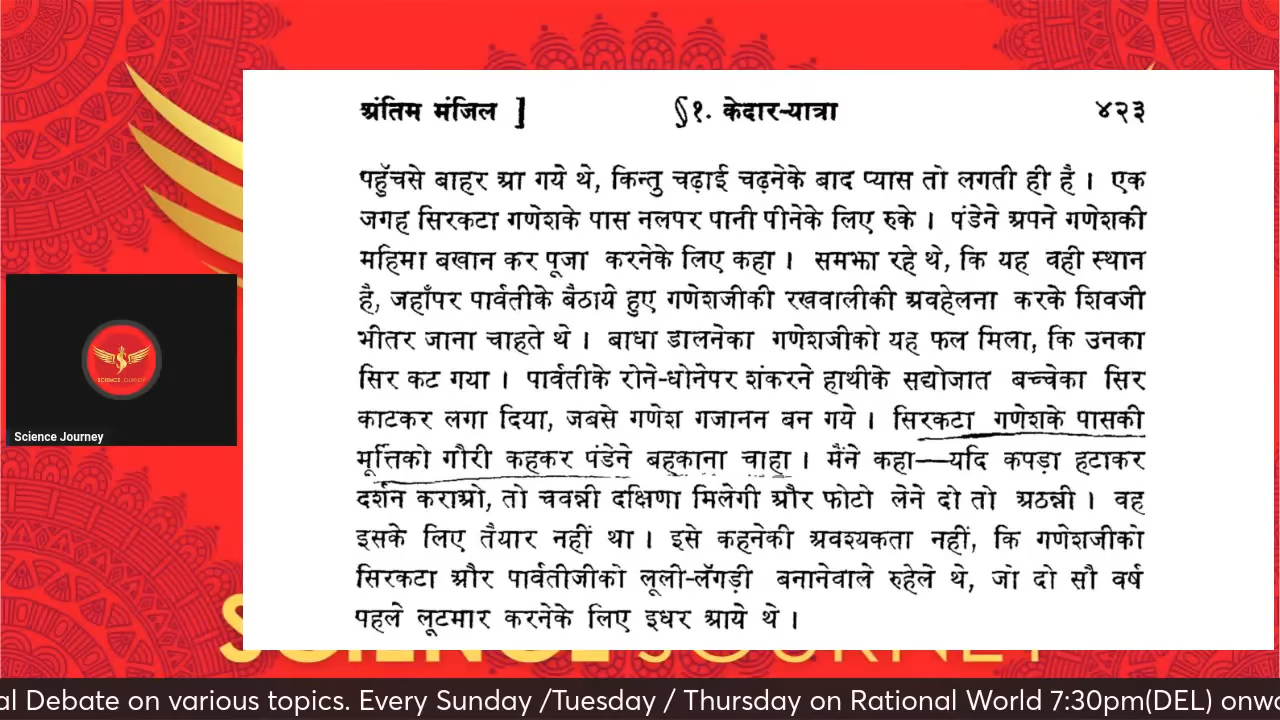 अंतिम मंजिल ] §१. केदार-यात्रा ४२३
पहुँचसे बाहर आ गये थे, किन्तु चढ़ाई चढ़नेके बाद प्यास तो लगती ही है । एक
जगह सिरकटा गणेशके पास नलपर पानी पीनेके लिए रुके । पंडेने अपने गणेशकी
महिमा बखान कर पूजा करनेके लिए कहा । समझा रहे थे, कि यह वही स्थान
है, जहाँपर पार्वतीके बैठाये हुए गणेशजीकी रखवालीकी अवहेलना करके शिवजी
भीतर जाना चाहते थे । बाधा डालनेका गणेशजीको यह फल मिला, कि उनका
सिर कट गया । पार्वतीके रोने-धोनेपर शंकरने हाथीके सद्योजात बच्चेका सिर
काटकर लगा दिया, जबसे गणेश गजानन बन गये । सिरकटा गणेशके पासकी
मूर्त्तिको गौरी कहकर पंडेने बहकाना चाहा । मैंने कहा—यदि कपड़ा हटाकर
दर्शन कराओ, तो चवन्नी दक्षिणा मिलेगी और फोटो लेने दो तो अठन्नी । वह
इसके लिए तैयार नहीं था । इसे कहनेकी अवश्यकता नहीं, कि गणेशजीको
सिरकटा और पार्वतीजीको लूली-लँगड़ी बनानेवाले रुहेले थे, जो दो सौ वर्ष
पहले लूटमार करनेके लिए इधर आये थे ।
SCIENCE JOURNEY
Science Journey
SCIENCE JOURNEY
al Debate on various topics. Every Sunday /Tuesday / Thursday on Rational World 7:30pm(DEL) onwa